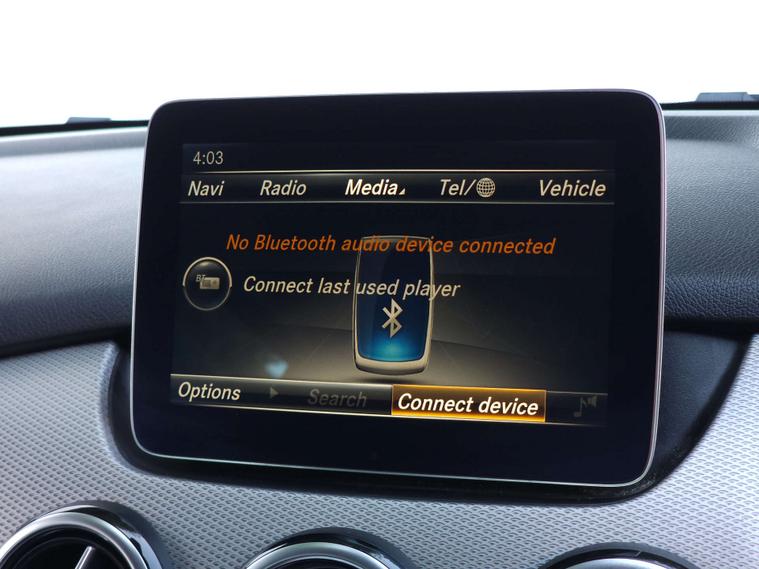 4:03
Navi Radio Media Tel/ Vehicle
No Bluetooth audio device connected
BT
Connect last used player
Options Search Connect device